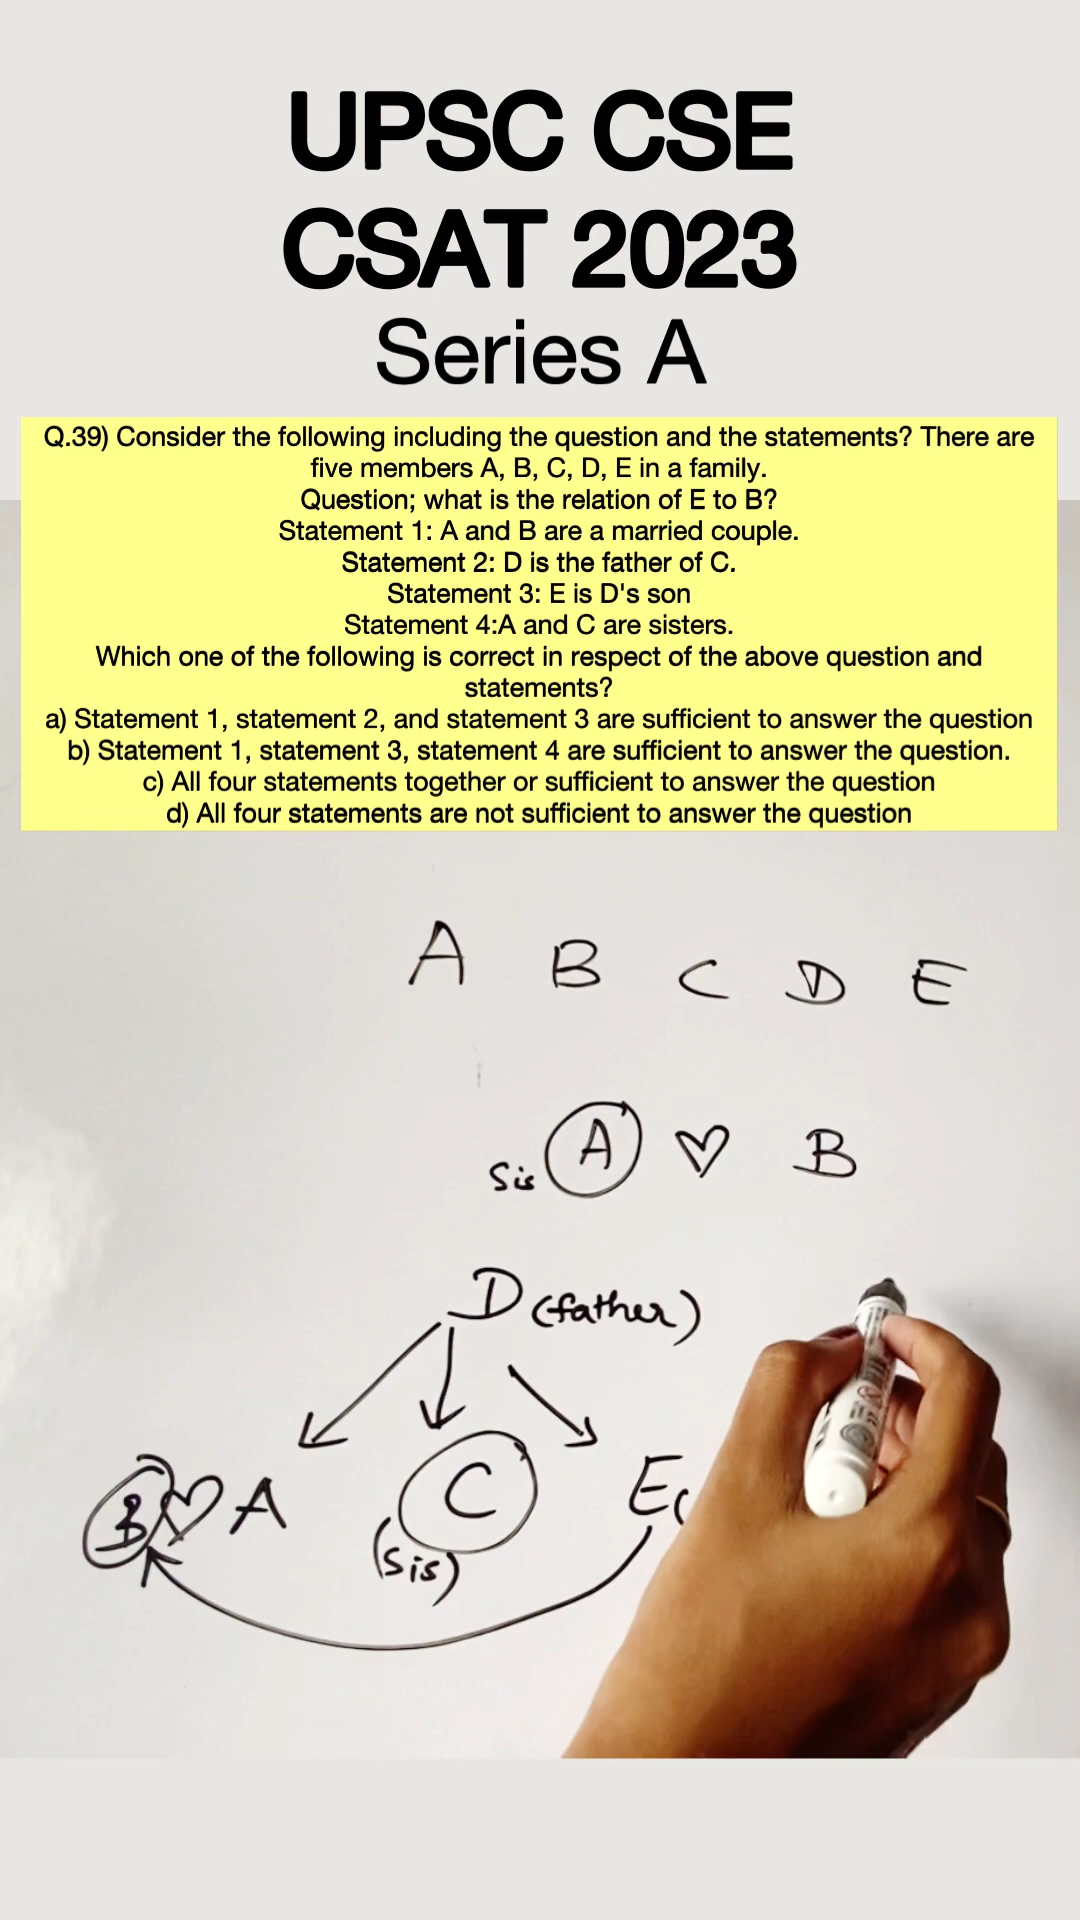 UPSC CSE
CSAT 2023
Series A
Q.39) Consider the following including the question and the statements? There are
five members A, B, C, D, E in a family.
Question; what is the relation of E to B?
Statement 1: A and B are a married couple.
Statement 2: D is the father of C.
Statement 3: E is D's son
Statement 4:A and C are sisters.
Which one of the following is correct in respect of the above question and
statements?
a) Statement 1, statement 2, and statement 3 are sufficient to answer the question
b) Statement 1, statement 3, statement 4 are sufficient to answer the question.
c) All four statements together or sufficient to answer the question
d) All four statements are not sufficient to answer the question
A B C D E
Sis A ♡ B
D (father)
B ♡ A C E(
(sis)